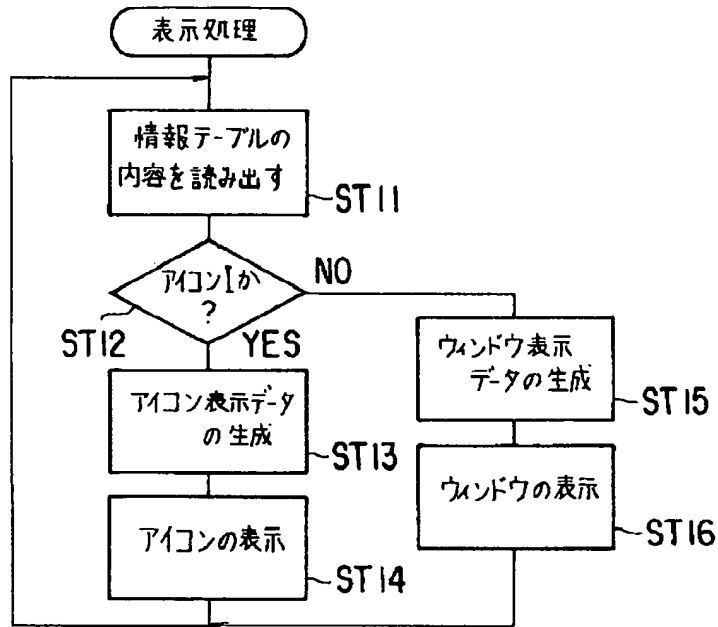 表示処理
情報テーブルの
内容を読み出す
ST11
アイコンIか
?
NO
ST12
YES
アイコン表示データ
の生成
ST13
アイコンの表示
ST14
ウィンドウ表示
データの生成
ST15
ウィンドウの表示
ST16